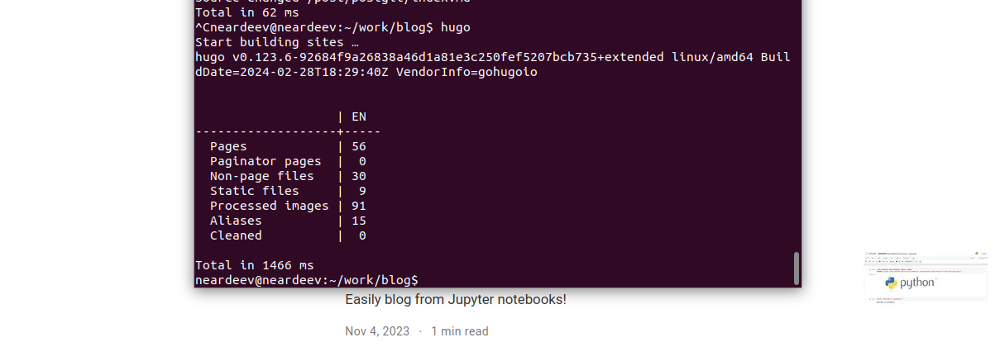 Total in 62 ms
^Cneardeev@neardeev:~/work/blog$ hugo
Start building sites …
hugo v0.123.6-92684f9a26838a46d1a81e3c250fef5207bcb735+extended linux/amd64 Buil
dDate=2024-02-28T18:29:40Z VendorInfo=gohugoio
| EN
-------------------+-----
Pages | 56
Paginator pages | 0
Non-page files | 30
Static files | 9
Processed images | 91
Aliases | 15
Cleaned | 0
Total in 1466 ms
neardeev@neardeev:~/work/blog$
python
Easily blog from Jupyter notebooks!
Nov 4, 2023 · 1 min read